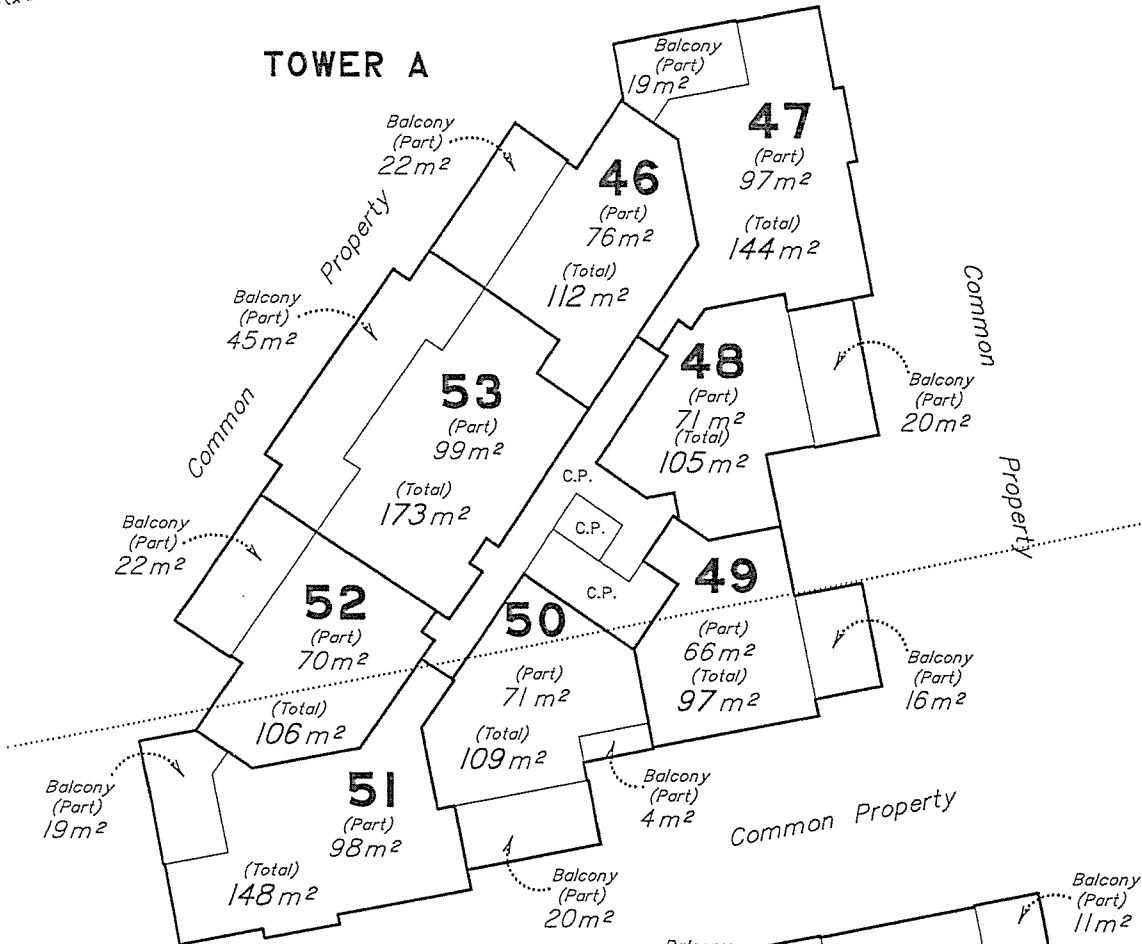 TOWER A
Balcony
(Part)
19m²
47
(Part)
97m²
(Total)
144m²
Balcony
(Part)
22m²
46
(Part)
76m²
(Total)
112m²
Common
Property
Balcony
(Part)
45m²
53
(Part)
99m²
(Total)
173m²
48
(Part)
71m²
(Total)
105m²
Balcony
(Part)
20m²
Common
Property
C.P.
C.P.
C.P.
Balcony
(Part)
22m²
52
(Part)
70m²
(Total)
106m²
50
(Part)
71m²
(Total)
109m²
49
(Part)
66m²
(Total)
97m²
Balcony
(Part)
16m²
Balcony
(Part)
19m²
51
(Part)
98m²
(Total)
148m²
Balcony
(Part)
4m²
Balcony
(Part)
20m²
Common Property
Balcony
(Part)
11m²
Balcony